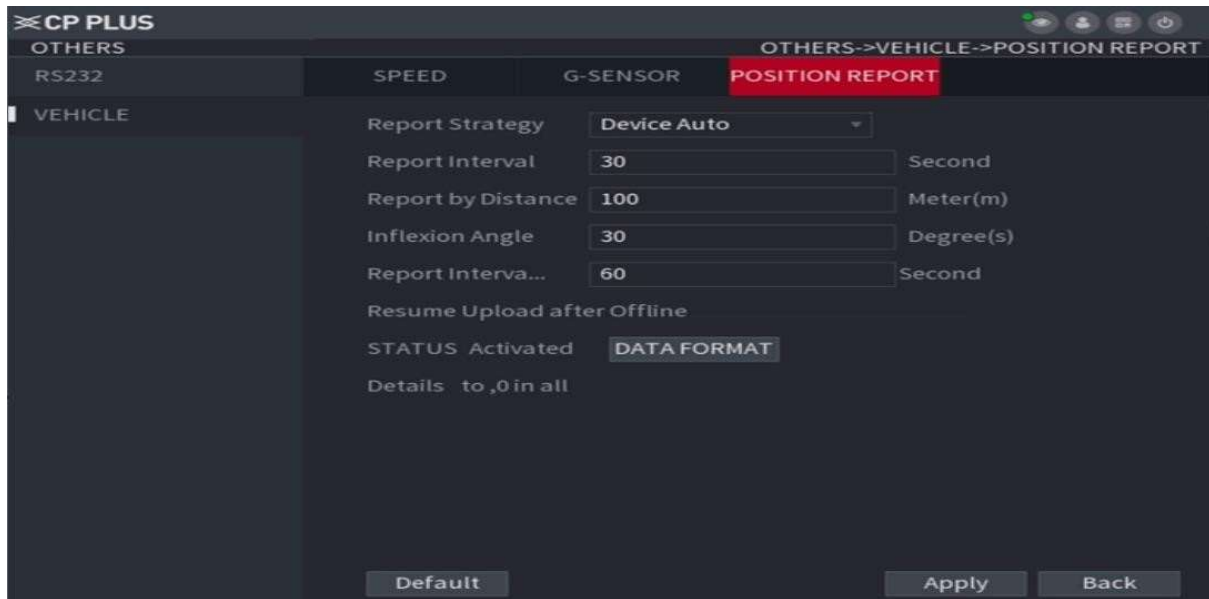 CP PLUS
OTHERS OTHERS->VEHICLE->POSITION REPORT
RS232 SPEED G-SENSOR POSITION REPORT
VEHICLE
Report Strategy Device Auto
Report Interval 30 Second
Report by Distance 100 Meter(m)
Inflexion Angle 30 Degree(s)
Report Interva... 60 Second
Resume Upload after Offline
STATUS Activated DATA FORMAT
Details to ,0 in all
Default Apply Back